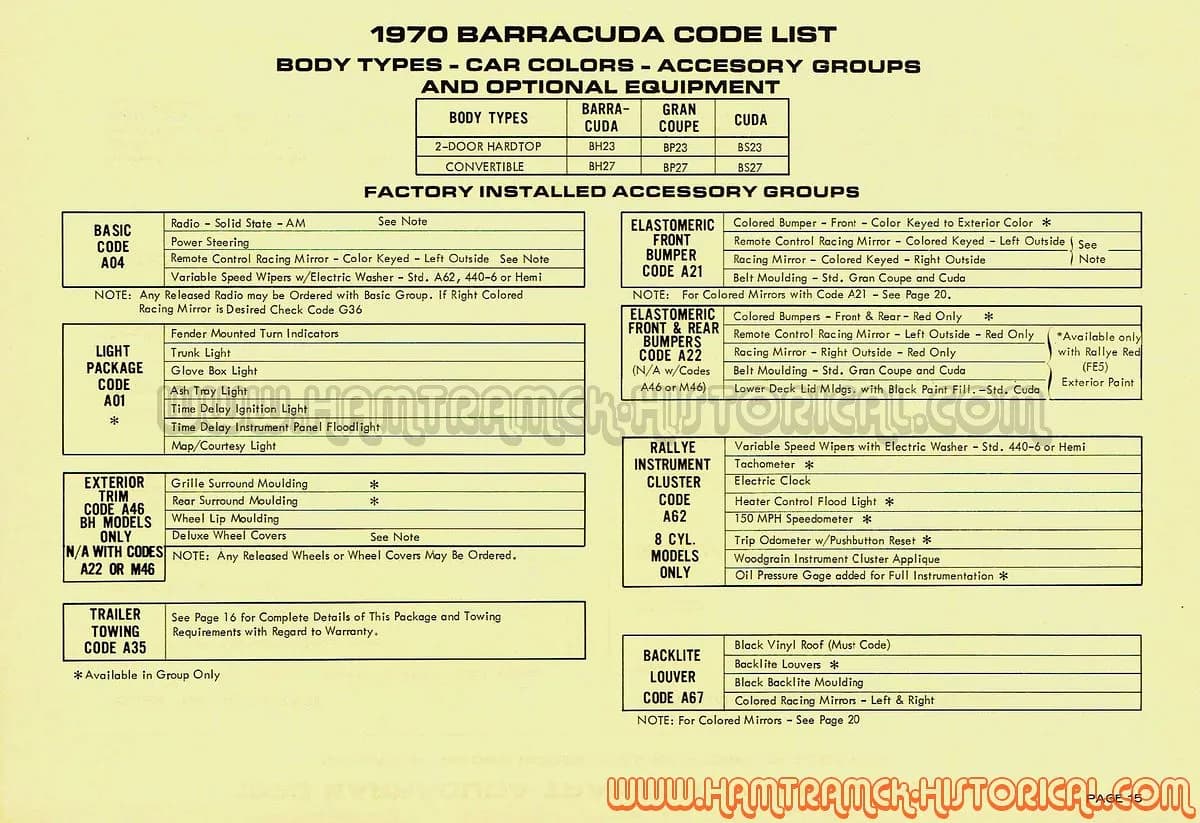 1970 BARRACUDA CODE LIST
BODY TYPES - CAR COLORS - ACCESORY GROUPS
AND OPTIONAL EQUIPMENT
BODY TYPES BARRA-CUDA GRAN COUPE CUDA
2-DOOR HARDTOP BH23 BP23 BS23
CONVERTIBLE BH27 BP27 BS27
FACTORY INSTALLED ACCESSORY GROUPS
BASIC
CODE
A04
Radio - Solid State - AM See Note
Power Steering
Remote Control Racing Mirror - Color Keyed - Left Outside See Note
Variable Speed Wipers w/Electric Washer - Std. A62, 440-6 or Hemi
NOTE: Any Released Radio may be Ordered with Basic Group. If Right Colored
Racing Mirror is Desired Check Code G36
LIGHT
PACKAGE
CODE
A01
*
Fender Mounted Turn Indicators
Trunk Light
Glove Box Light
Ash Tray Light
Time Delay Ignition Light
Time Delay Instrument Panel Floodlight
Map/Courtesy Light
EXTERIOR
TRIM
CODE A46
BH MODELS
ONLY
N/A WITH CODES
A22 OR M46
Grille Surround Moulding *
Rear Surround Moulding *
Wheel Lip Moulding
Deluxe Wheel Covers See Note
NOTE: Any Released Wheels or Wheel Covers May Be Ordered.
TRAILER
TOWING
CODE A35
See Page 16 for Complete Details of This Package and Towing
Requirements with Regard to Warranty.
*Available in Group Only
ELASTOMERIC
FRONT
BUMPER
CODE A21
Colored Bumper - Front - Color Keyed to Exterior Color *
Remote Control Racing Mirror - Colored Keyed - Left Outside
Racing Mirror - Colored Keyed - Right Outside
See
Note
Belt Moulding - Std. Gran Coupe and Cuda
NOTE: For Colored Mirrors with Code A21 - See Page 20.
ELASTOMERIC
FRONT & REAR
BUMPERS
CODE A22
(N/A w/Codes
A46 or M46)
Colored Bumpers - Front & Rear - Red Only *
Remote Control Racing Mirror - Left Outside - Red Only
Racing Mirror - Right Outside - Red Only
Belt Moulding - Std. Gran Coupe and Cuda
Lower Deck Lid Mldgs. with Black Paint Fill. - Std. Cuda
*Available only
with Rallye Red
(FE5)
Exterior Paint
RALLYE
INSTRUMENT
CLUSTER
CODE
A62
8 CYL.
MODELS
ONLY
Variable Speed Wipers with Electric Washer - Std. 440-6 or Hemi
Tachometer *
Electric Clock
Heater Control Flood Light *
150 MPH Speedometer *
Trip Odometer w/Pushbutton Reset *
Woodgrain Instrument Cluster Applique
Oil Pressure Gage added for Full Instrumentation *
BACKLITE
LOUVER
CODE A67
Black Vinyl Roof (Must Code)
Backlite Louvers *
Black Backlite Moulding
Colored Racing Mirrors - Left & Right
NOTE: For Colored Mirrors - See Page 20
WWW.HAMTRAMCK-HISTORICAL.COM
WWW.HAMTRAMCK-HISTORICAL.COM
PAGE 15